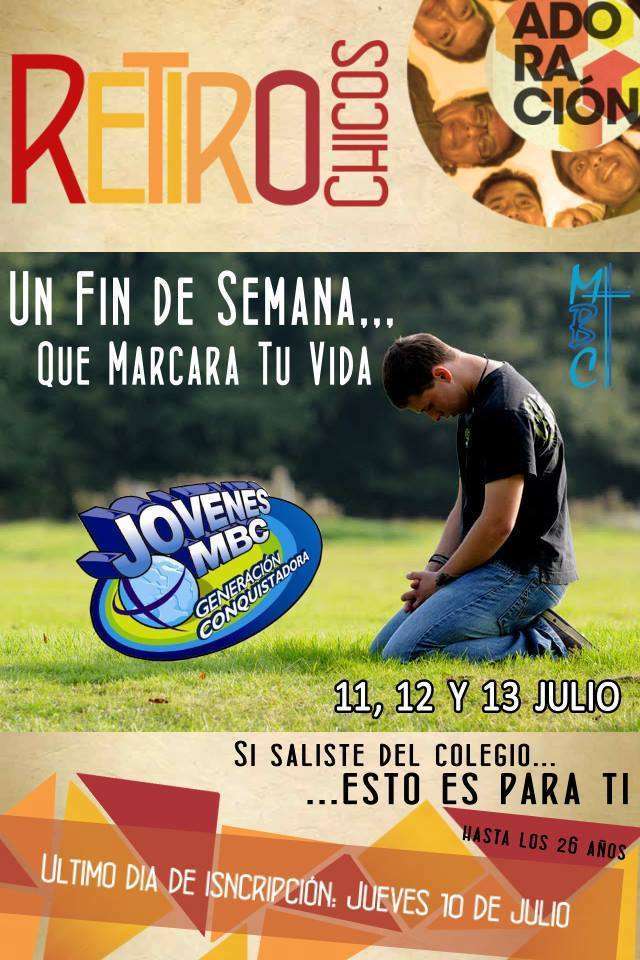 RETIRO
CHICOS
ADO
RA
CIÓN
UN FIN DE SEMANA...
QUE MARCARA TU VIDA
MBC
JOVENES
MBC
GENERACIÓN
CONQUISTADORA
11, 12 Y 13 JULIO
SI SALISTE DEL COLEGIO...
...ESTO ES PARA TI
HASTA LOS 26 AÑOS
ULTIMO DIA DE ISNCRIPCIÓN: JUEVES 10 DE JULIO